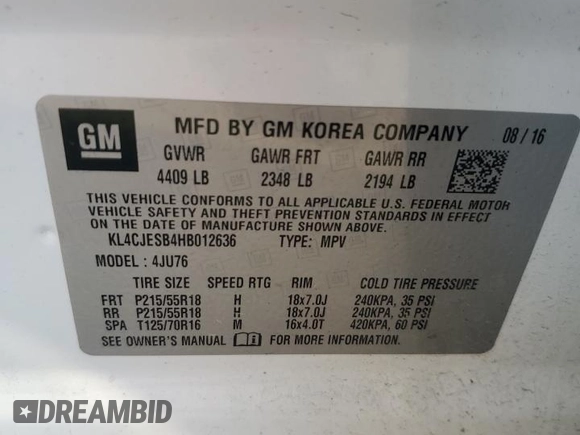 GM MFD BY GM KOREA COMPANY 08/16
GVWR GAWR FRT GAWR RR
4409 LB 2348 LB 2194 LB
THIS VEHICLE CONFORMS TO ALL APPLICABLE U.S. FEDERAL MOTOR
VEHICLE SAFETY AND THEFT PREVENTION STANDARDS IN EFFECT
ON THE DATE OF MANUFACTURE SHOWN ABOVE.
KL4CJESB4HB012636 TYPE: MPV
MODEL: 4JU76
TIRE SIZE SPEED RTG RIM COLD TIRE PRESSURE
FRT P215/55R18 H 18x7.0J 240KPA, 35 PSI
RR P215/55R18 H 18x7.0J 240KPA, 35 PSI
SPA T125/70R16 M 16x4.0T 420KPA, 60 PSI
SEE OWNER'S MANUAL FOR MORE INFORMATION.
DREAMBID